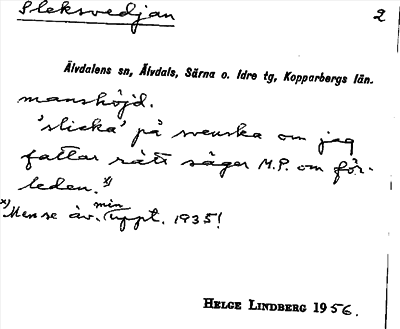 Sleksvedjan
2
Älvdalens sn, Älvdals, Särna o. Idre tg, Kopparbergs län.
manshöjd.
'slicka' på svenska om jag
fattar rätt säger M.P. om för-
leden. x)
x) Men se äv. min uppt. 1935!
HELGE LINDBERG 1956.